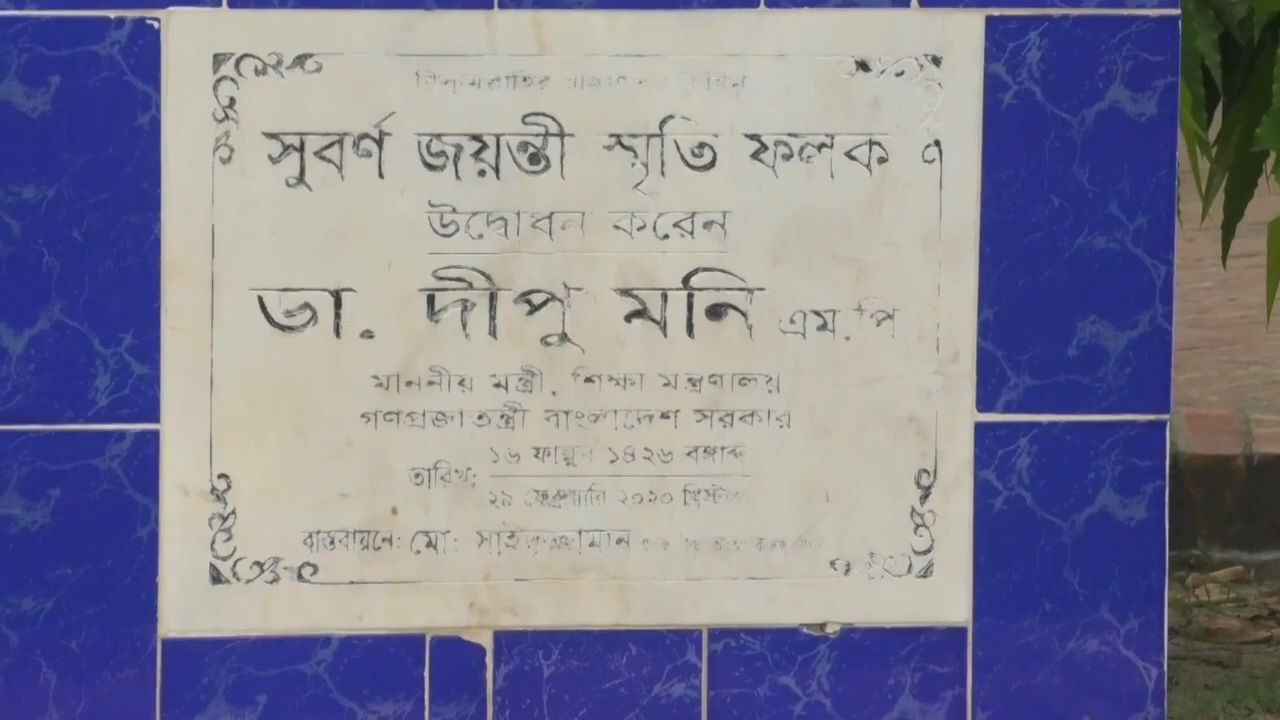 সুবর্ণ জয়ন্তী স্মৃতি ফলক
উদ্বোধন করেন
ডা. দীপু মনি এম.পি
মাননীয় মন্ত্রী, শিক্ষা মন্ত্রণালয়
গণপ্রজাতন্ত্রী বাংলাদেশ সরকার
১৬ ফাল্গুন ১৪২৬ বঙ্গাব্দ
তারিখ:
২৯ ফেব্রুয়ারি ২০২০ খ্রিস্টাব্দ
বাস্তবায়নে: মো: